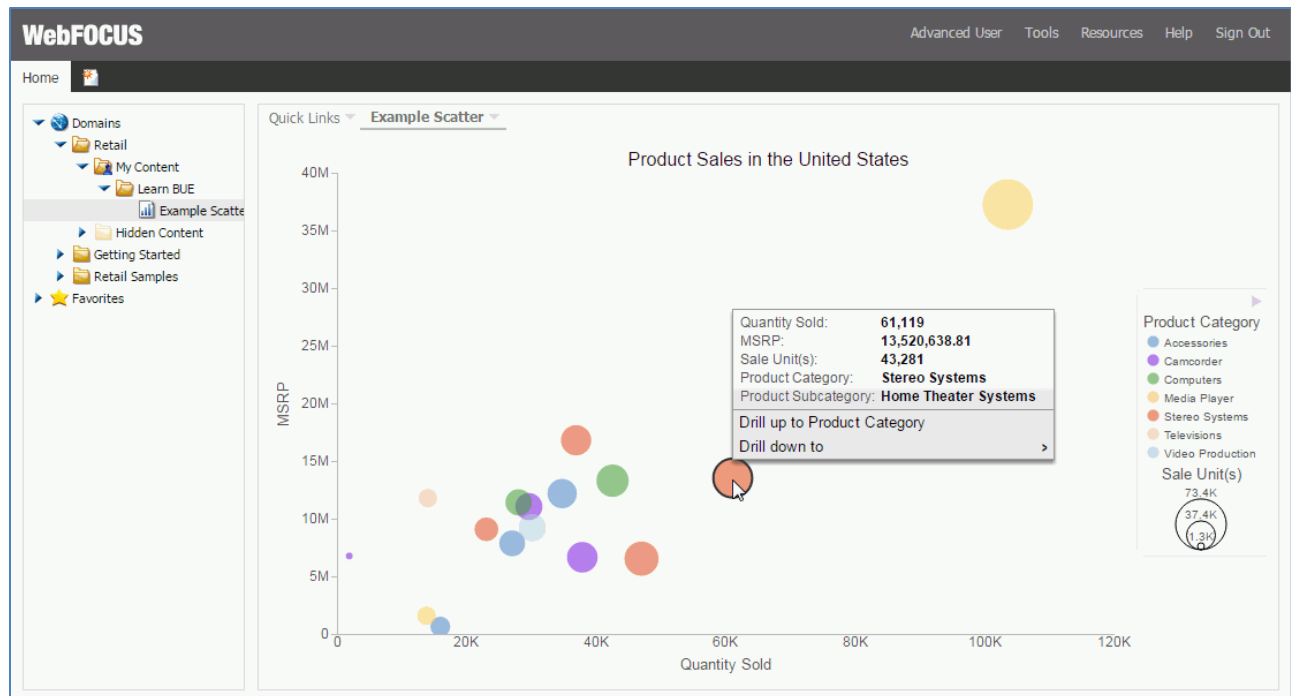 WebFOCUS
Advanced User Tools Resources Help Sign Out
Home
Domains
Retail
My Content
Learn BUE
Example Scatte
Hidden Content
Getting Started
Retail Samples
Favorites
Quick Links Example Scatter
Product Sales in the United States
40M
35M
30M
25M
20M
15M
10M
5M
0
MSRP
0 20K 40K 60K 80K 100K 120K
Quantity Sold
Quantity Sold: 61,119
MSRP: 13,520,638.81
Sale Unit(s): 43,281
Product Category: Stereo Systems
Product Subcategory: Home Theater Systems
Drill up to Product Category
Drill down to
Product Category
Accessories
Camcorder
Computers
Media Player
Stereo Systems
Televisions
Video Production
Sale Unit(s)
73.4K
37.4K
1.3K